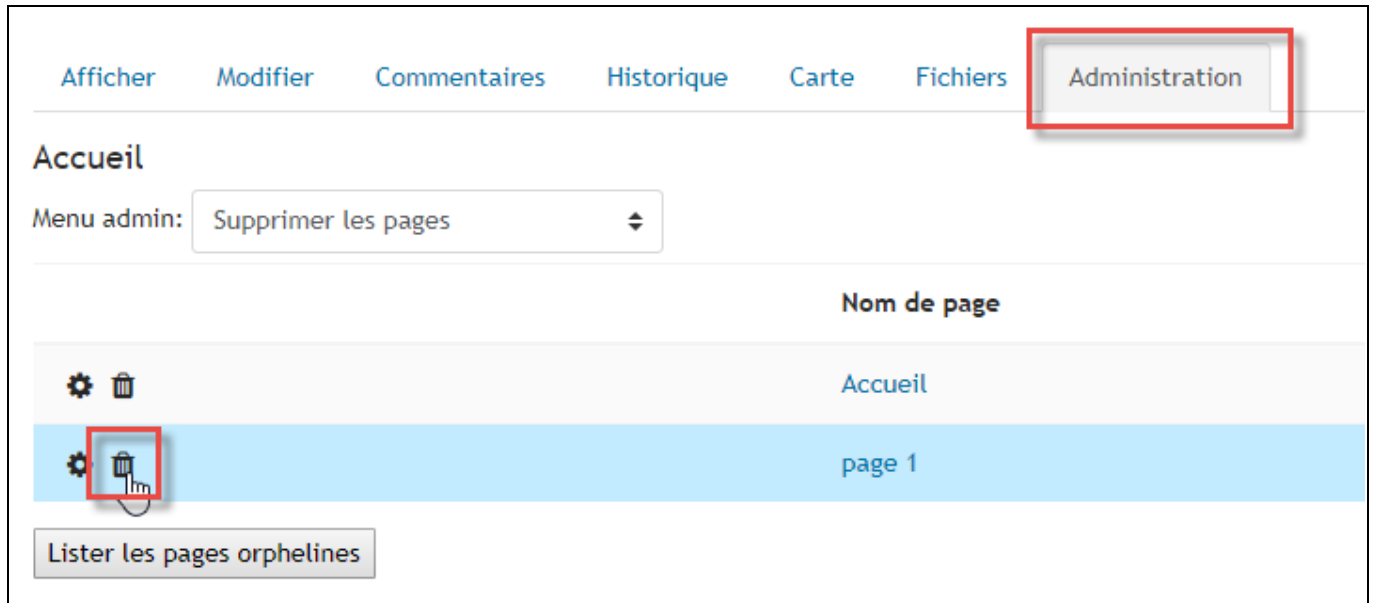 Afficher Modifier Commentaires Historique Carte Fichiers Administration
Accueil
Menu admin: Supprimer les pages
Nom de page
Accueil
page 1
Lister les pages orphelines